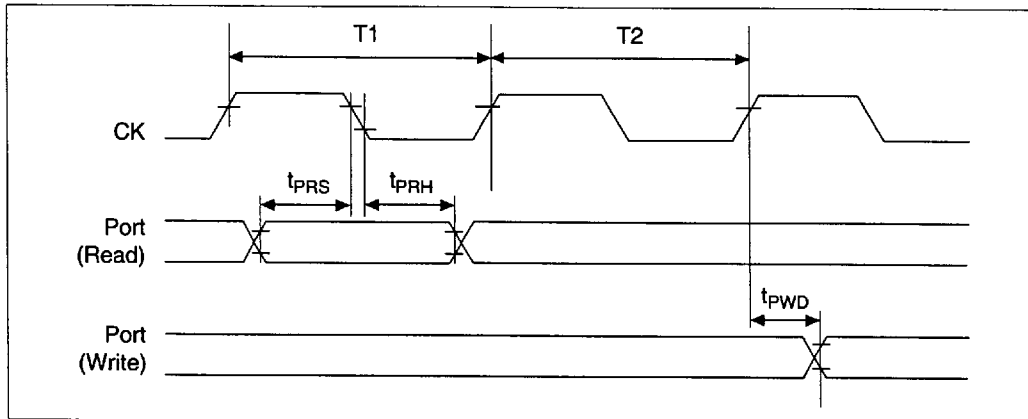 T1 T2
CK
tPRS tPRH
Port
(Read)
tPWD
Port
(Write)